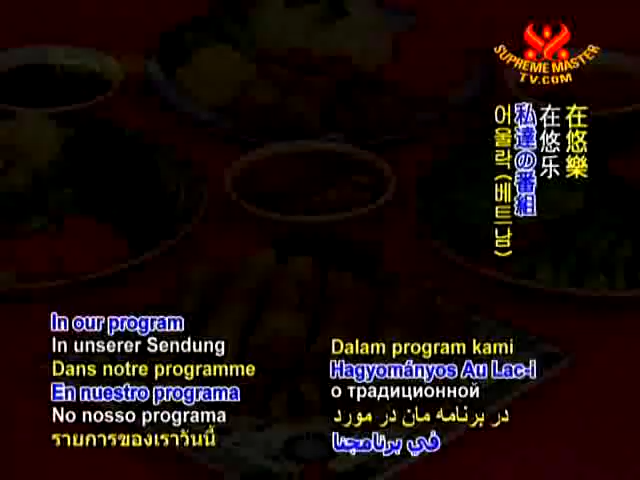 SUPREME MASTER
TV.COM
在悠樂
在悠乐
私達の番組
어울락(베트남)
In our program
In unserer Sendung
Dans notre programme
En nuestro programa
No nosso programa
รายการของเราวันนี้
Dalam program kami
Hagyományos Au Lac-i
о традиционной
در برنامه مان در مورد
في برنامجنا